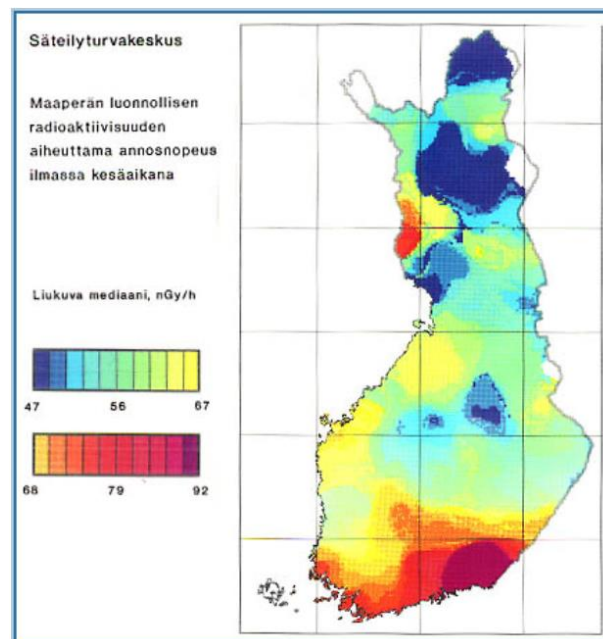 Säteilyturvakeskus
Maaperän luonnollisen
radioaktiivisuuden
aiheuttama annosnopeus
ilmassa kesäaikana
Liukuva mediaani, nGy/h
47 56 67
68 79 92